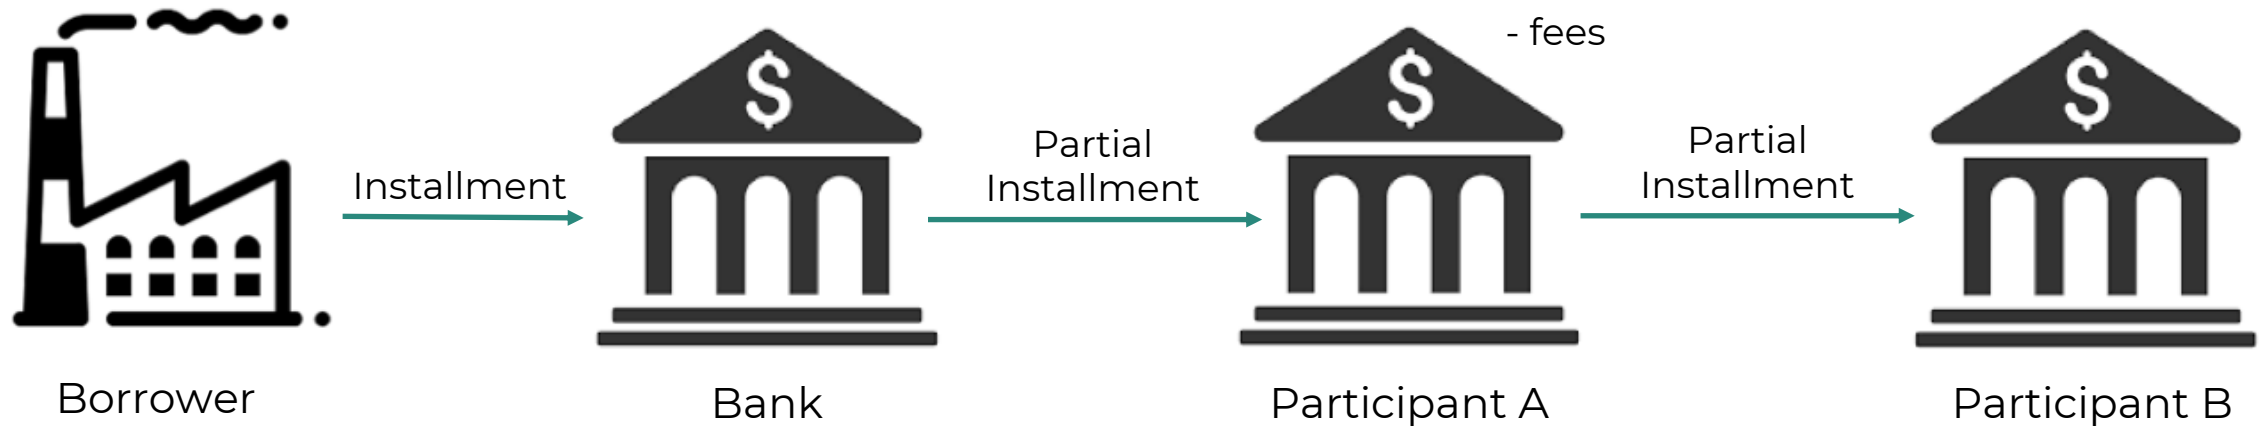 - fees
Installment
Partial
Installment
Partial
Installment
Borrower
Bank
Participant A
Participant B
$
$
$